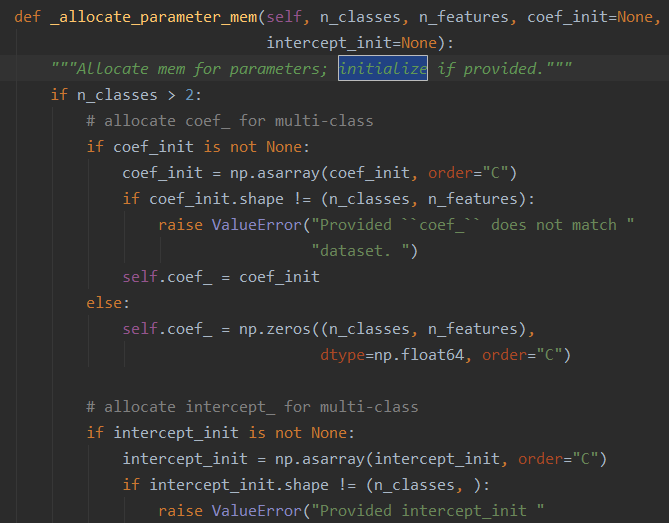 def _allocate_parameter_mem(self, n_classes, n_features, coef_init=None,
                            intercept_init=None):
    """Allocate mem for parameters; initialize if provided."""
    if n_classes > 2:
        # allocate coef_ for multi-class
        if coef_init is not None:
            coef_init = np.asarray(coef_init, order="C")
            if coef_init.shape != (n_classes, n_features):
                raise ValueError("Provided ``coef_`` does not match "
                                 "dataset. ")
            self.coef_ = coef_init
        else:
            self.coef_ = np.zeros((n_classes, n_features),
                                  dtype=np.float64, order="C")

        # allocate intercept_ for multi-class
        if intercept_init is not None:
            intercept_init = np.asarray(intercept_init, order="C")
            if intercept_init.shape != (n_classes, ):
                raise ValueError("Provided intercept_init "